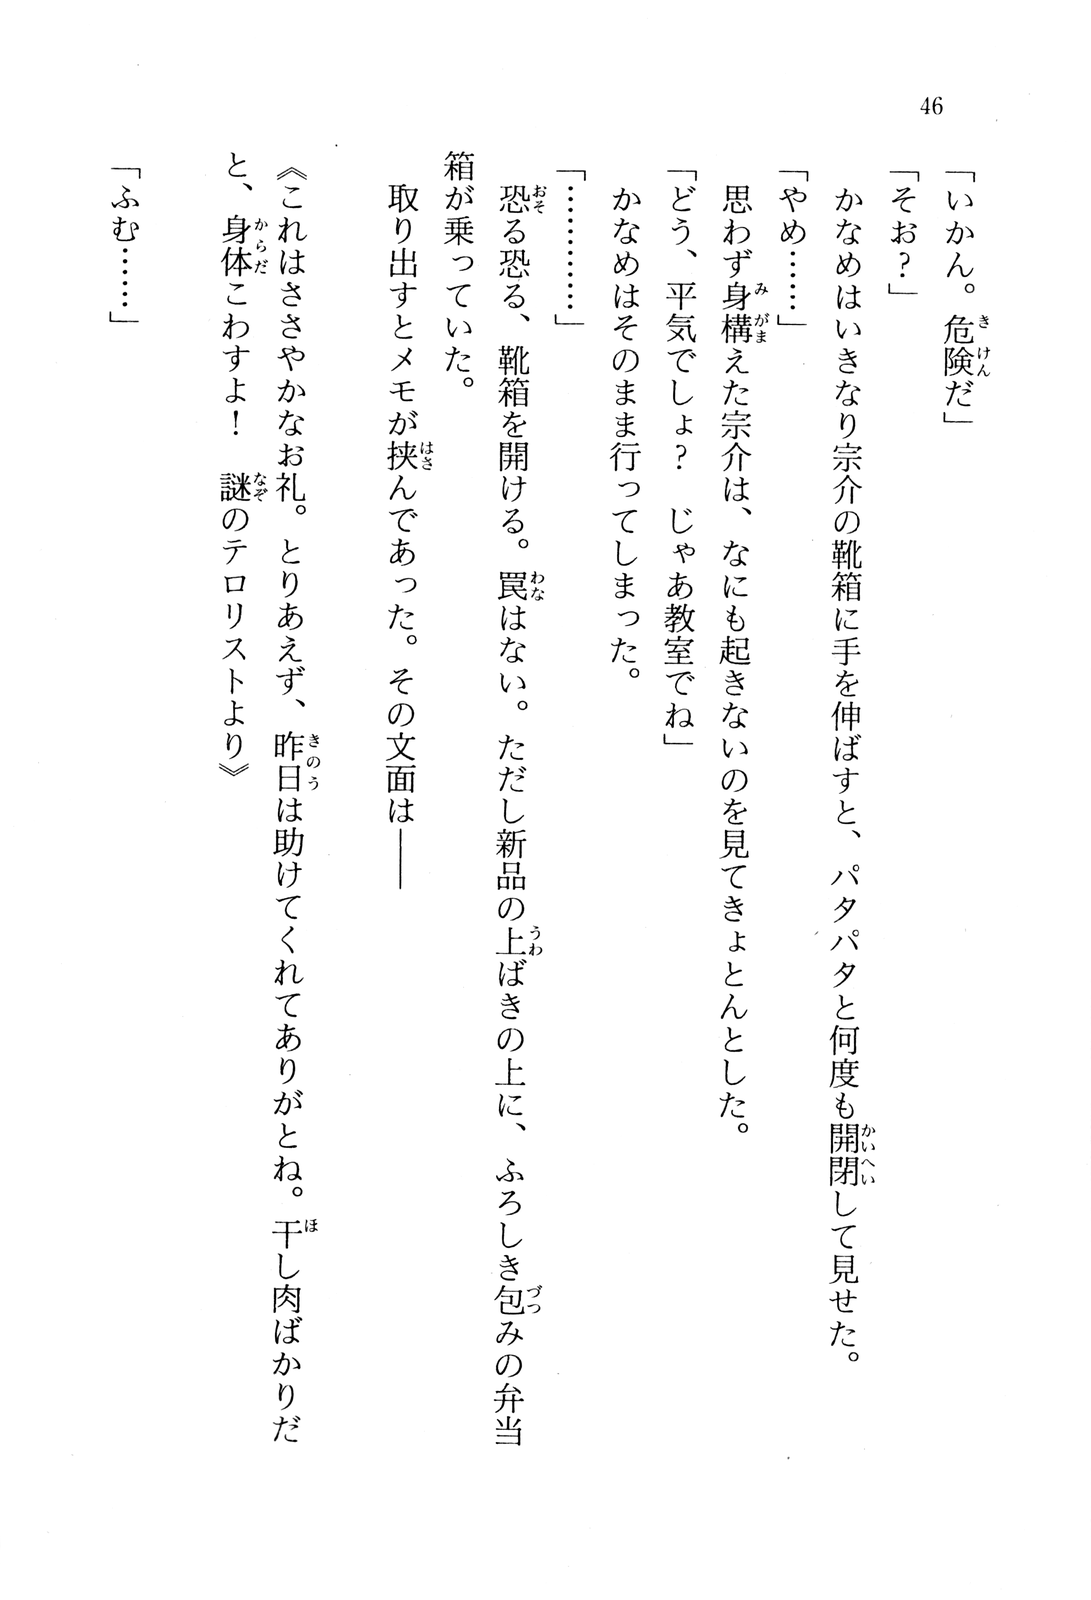 46
「いかん。危険だ」
「そお？」
　かなめはいきなり宗介の靴箱に手を伸ばすと、パタパタと何度も開閉して見せた。
「やめ……」
　思わず身構えた宗介は、なにも起きないのを見てきょとんとした。
「どう、平気でしょ？　じゃあ教室でね」
　かなめはそのまま行ってしまった。
「…………」
　恐る恐る、靴箱を開ける。罠はない。ただし新品の上ばきの上に、ふろしき包みの弁当
箱が乗っていた。
　取り出すとメモが挟んであった。その文面は――
《これはささやかなお礼。とりあえず、昨日は助けてくれてありがとね。干し肉ばかりだ
と、身体こわすよ！　謎のテロリストより》
「ふむ……」